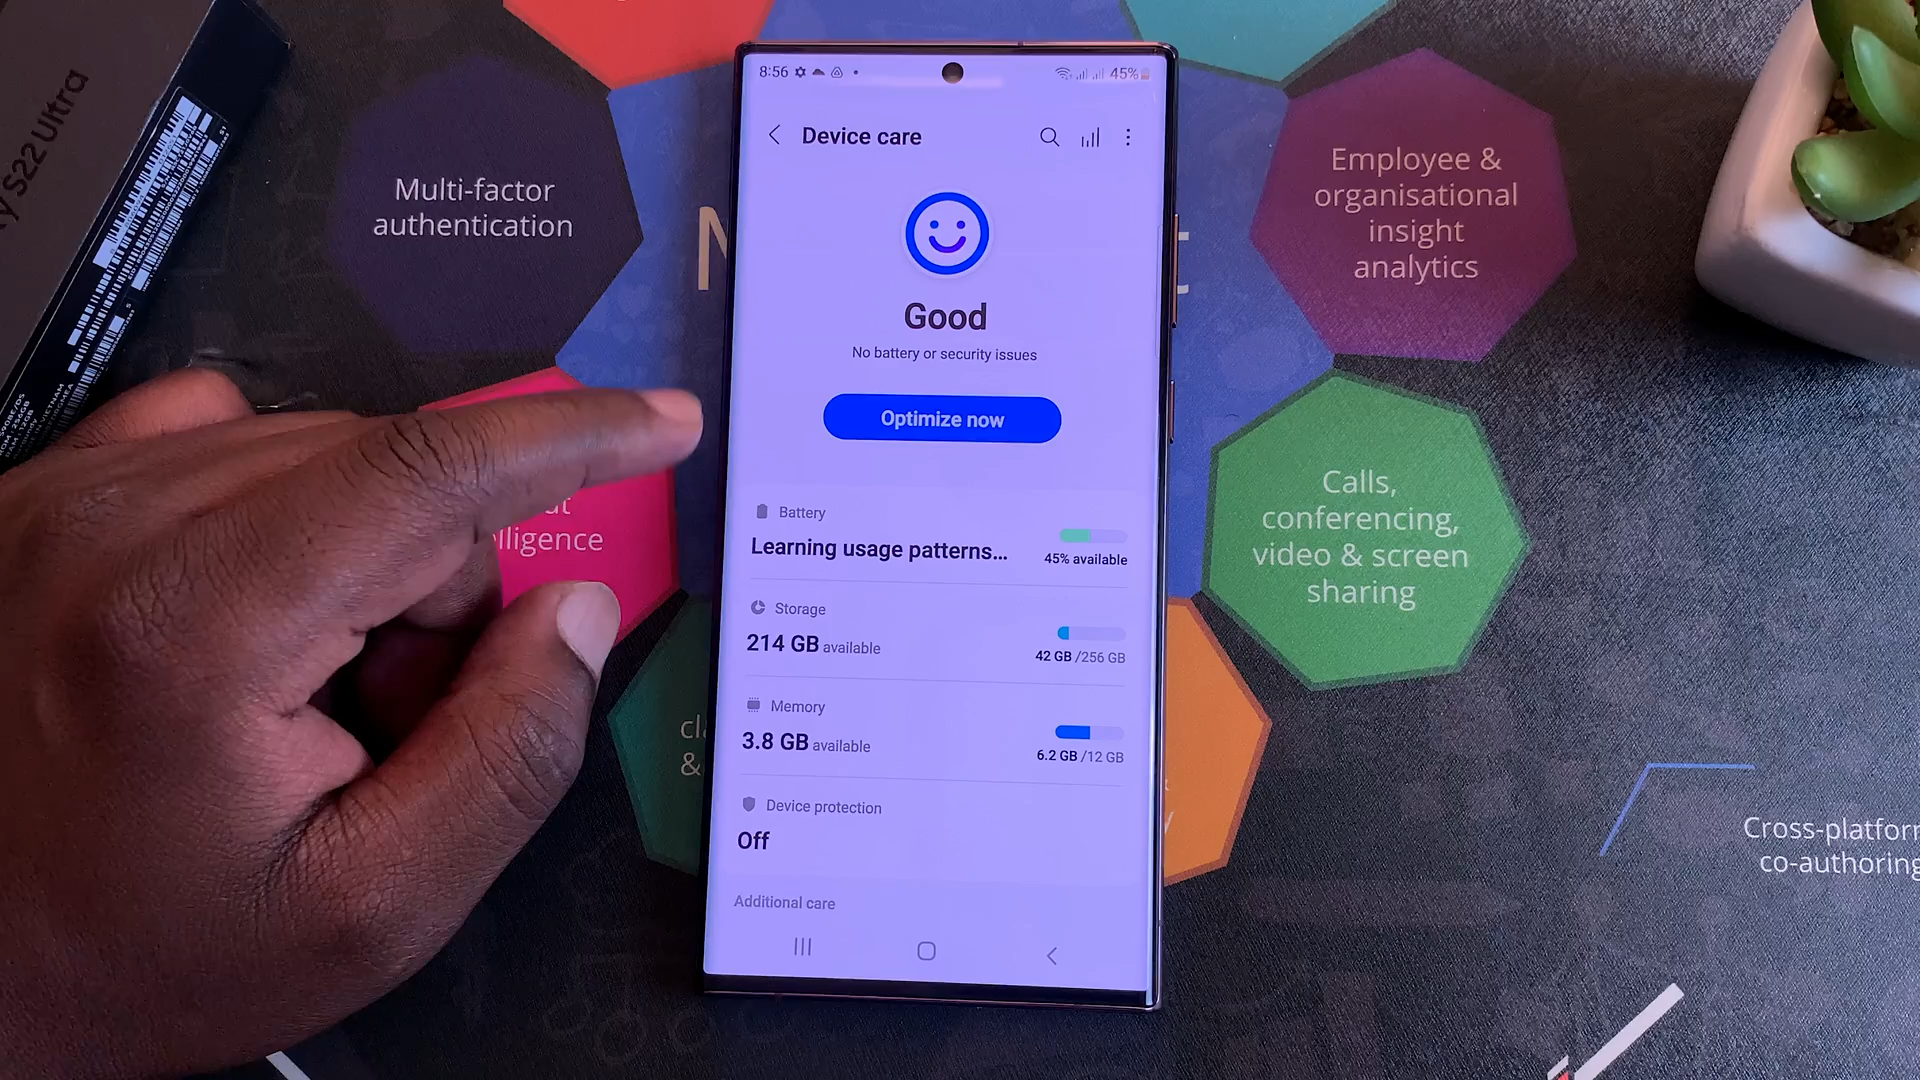 S22 Ultra
Multi-factor
authentication
lligence
Employee &
organisational
insight
analytics
Calls,
conferencing,
video & screen
sharing
Cross-platform
co-authoring
8:56
45%
Device care
Good
No battery or security issues
Optimize now
Battery
Learning usage patterns...
45% available
Storage
214 GB available
42 GB /256 GB
Memory
3.8 GB available
6.2 GB /12 GB
Device protection
Off
Additional care